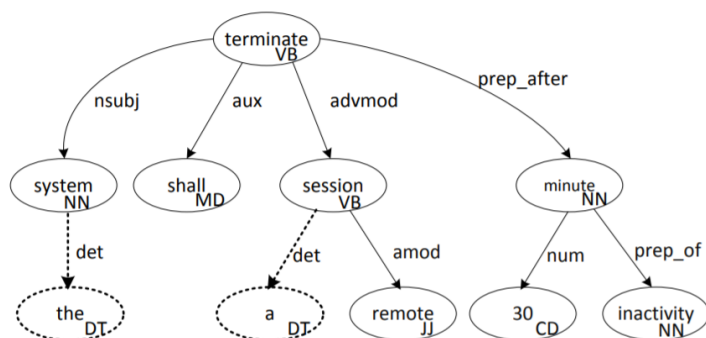 terminate
VB
nsubj aux advmod prep_after
system shall session minute
NN MD VB NN
det det amod num prep_of
the a remote 30 inactivity
DT DT JJ CD NN